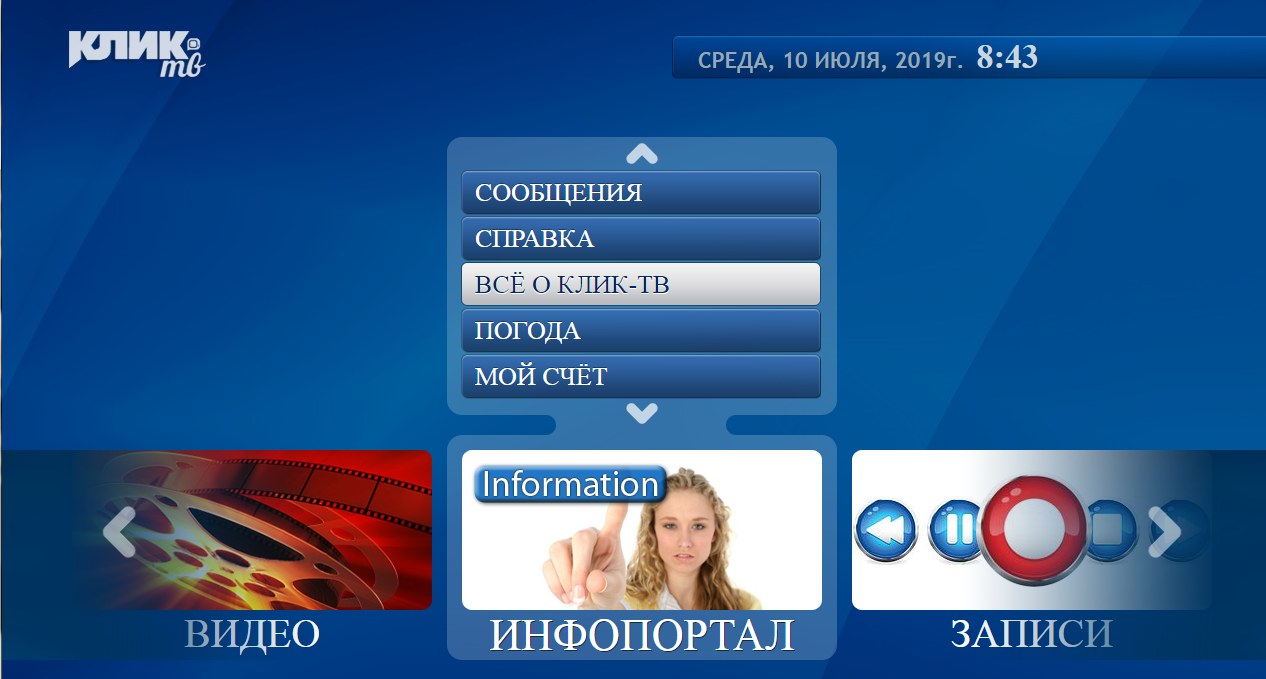 КЛИК
тв
СРЕДА, 10 ИЮЛЯ, 2019г. 8:43
СООБЩЕНИЯ
СПРАВКА
ВСЁ О КЛИК-ТВ
ПОГОДА
МОЙ СЧЁТ
Information
ВИДЕО
ИНФОПОРТАЛ
ЗАПИСИ